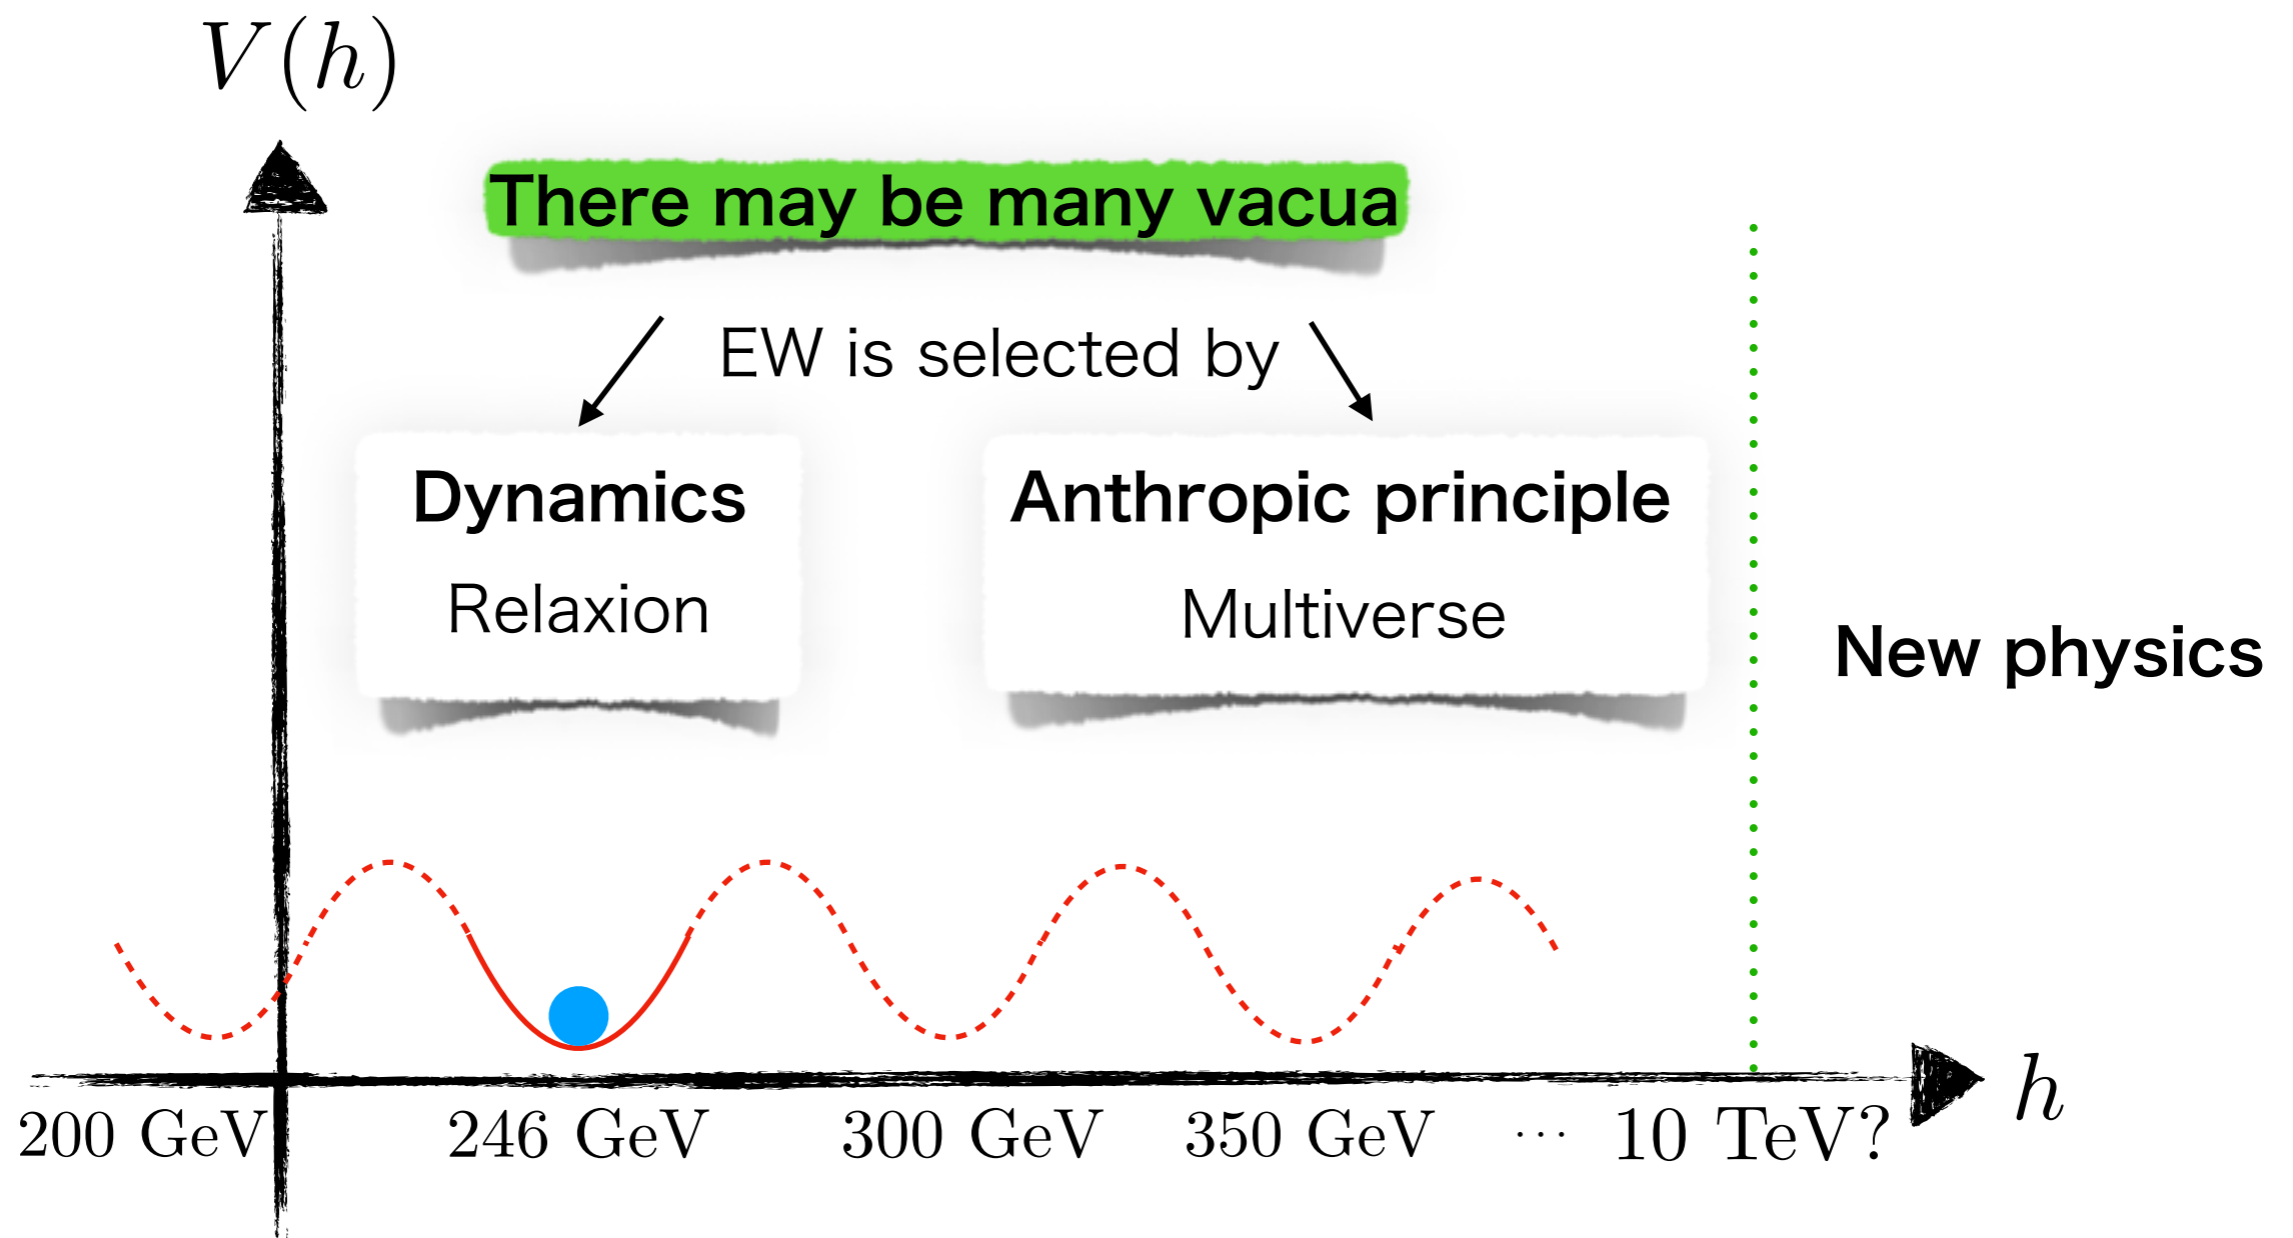 V(h)
There may be many vacua
EW is selected by
Dynamics
Relaxion
Anthropic principle
Multiverse
New physics
h
200 GeV 246 GeV 300 GeV 350 GeV ⋯ 10 TeV?